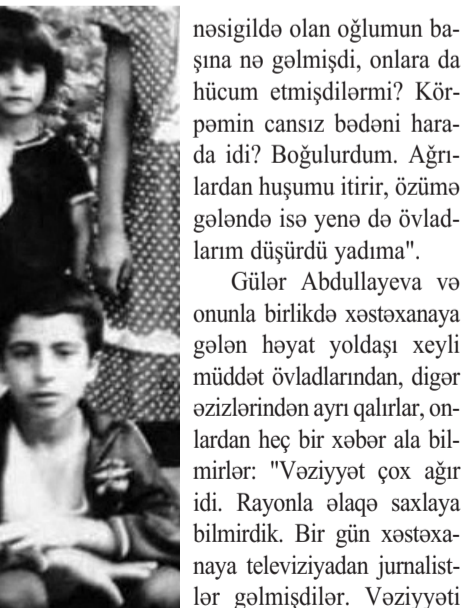 nəsigildə olan oğlumun ba-
şına nə gəlmişdi, onlara da
hücum etmişdilərmi? Kör-
pəmin cansız bədəni hara-
da idi? Boğulurdum. Ağrı-
lardan huşumu itirir, özümə
gələndə isə yenə də övlad-
larım düşürdü yadıma".
Gülər Abdullayeva və
onunla birlikdə xəstəxanaya
gələn həyat yoldaşı xeyli
müddət övladlarından, digər
əzizlərindən ayrı qalırlar, on-
lardan heç bir xəbər ala bil-
mirlər: "Vəziyyət çox ağır
idi. Rayonla əlaqə saxlaya
bilmirdik. Bir gün xəstəxa-
naya televiziyadan jurnalist-
lər gəlmişdilər. Vəziyyəti